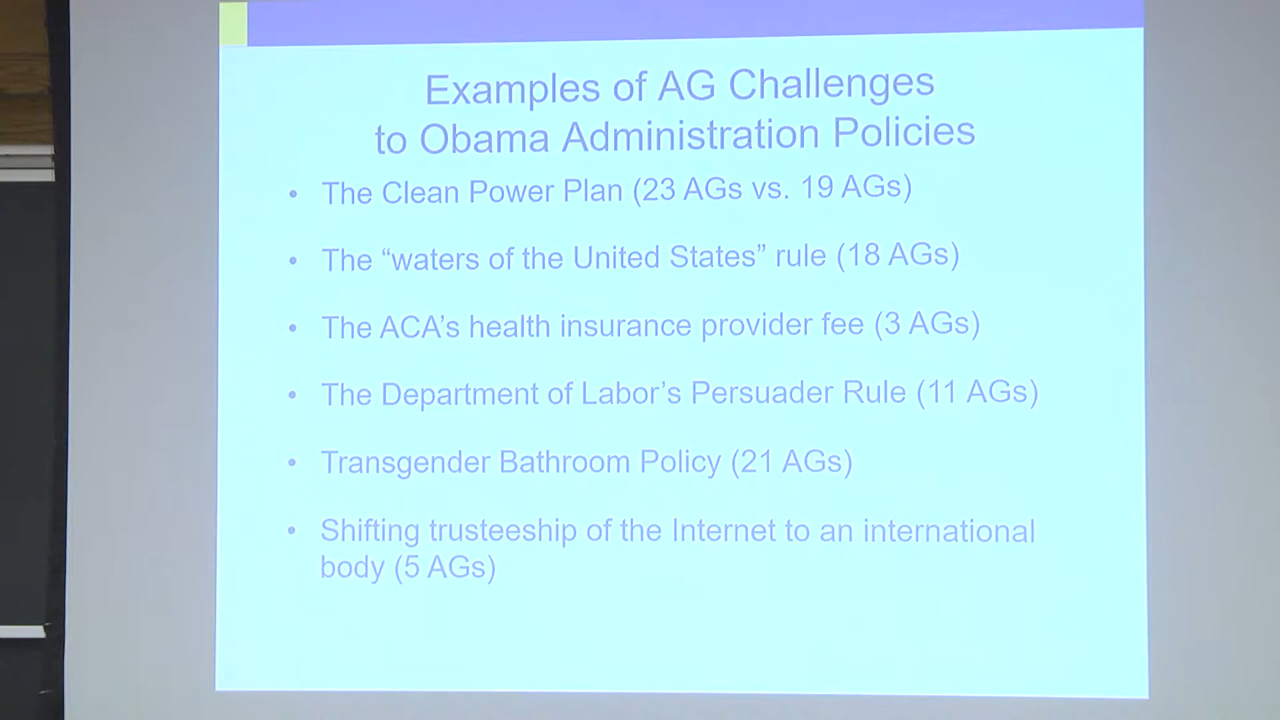 Examples of AG Challenges
to Obama Administration Policies
• The Clean Power Plan (23 AGs vs. 19 AGs)
• The “waters of the United States” rule (18 AGs)
• The ACA’s health insurance provider fee (3 AGs)
• The Department of Labor’s Persuader Rule (11 AGs)
• Transgender Bathroom Policy (21 AGs)
• Shifting trusteeship of the Internet to an international
body (5 AGs)